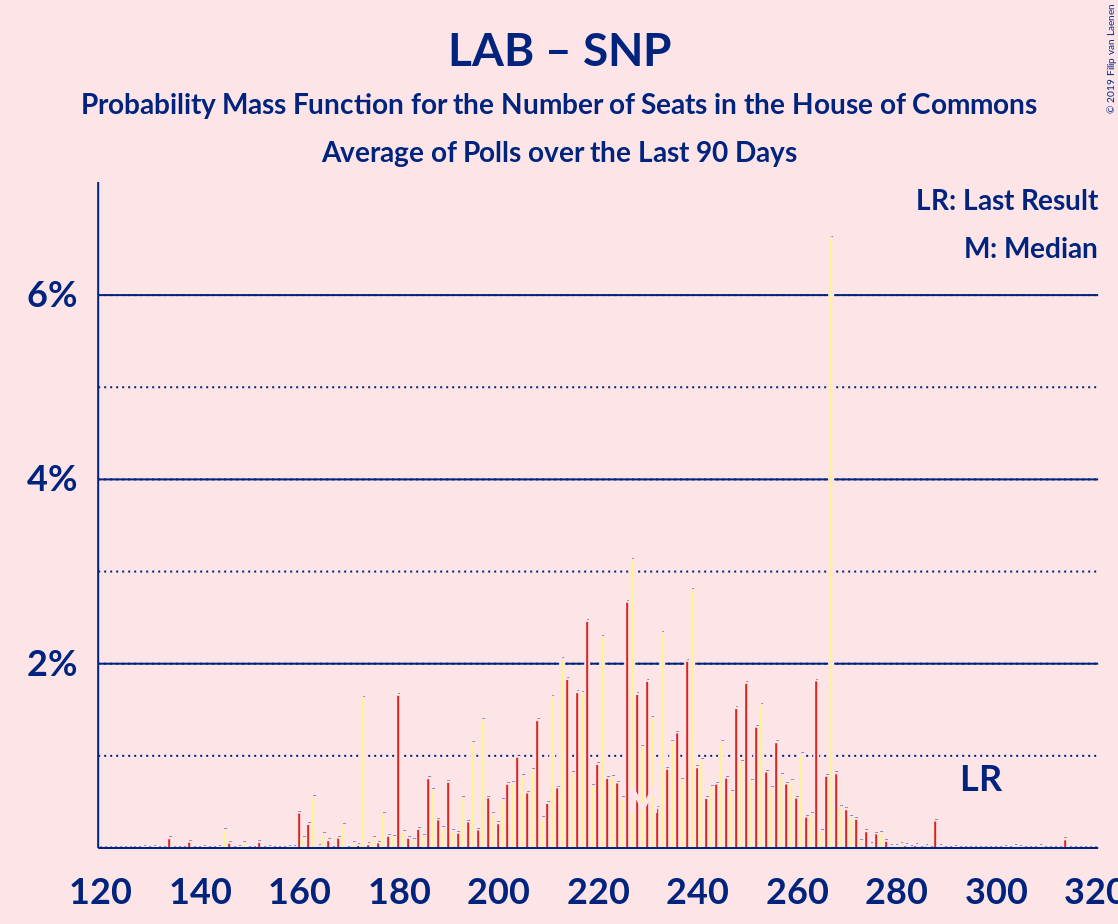 LAB – SNP
Probability Mass Function for the Number of Seats in the House of Commons
Average of Polls over the Last 90 Days
© 2019 Filip van Laenen
LR: Last Result
M: Median
6%
4%
2%
M
LR
120 140 160 180 200 220 240 260 280 300 320